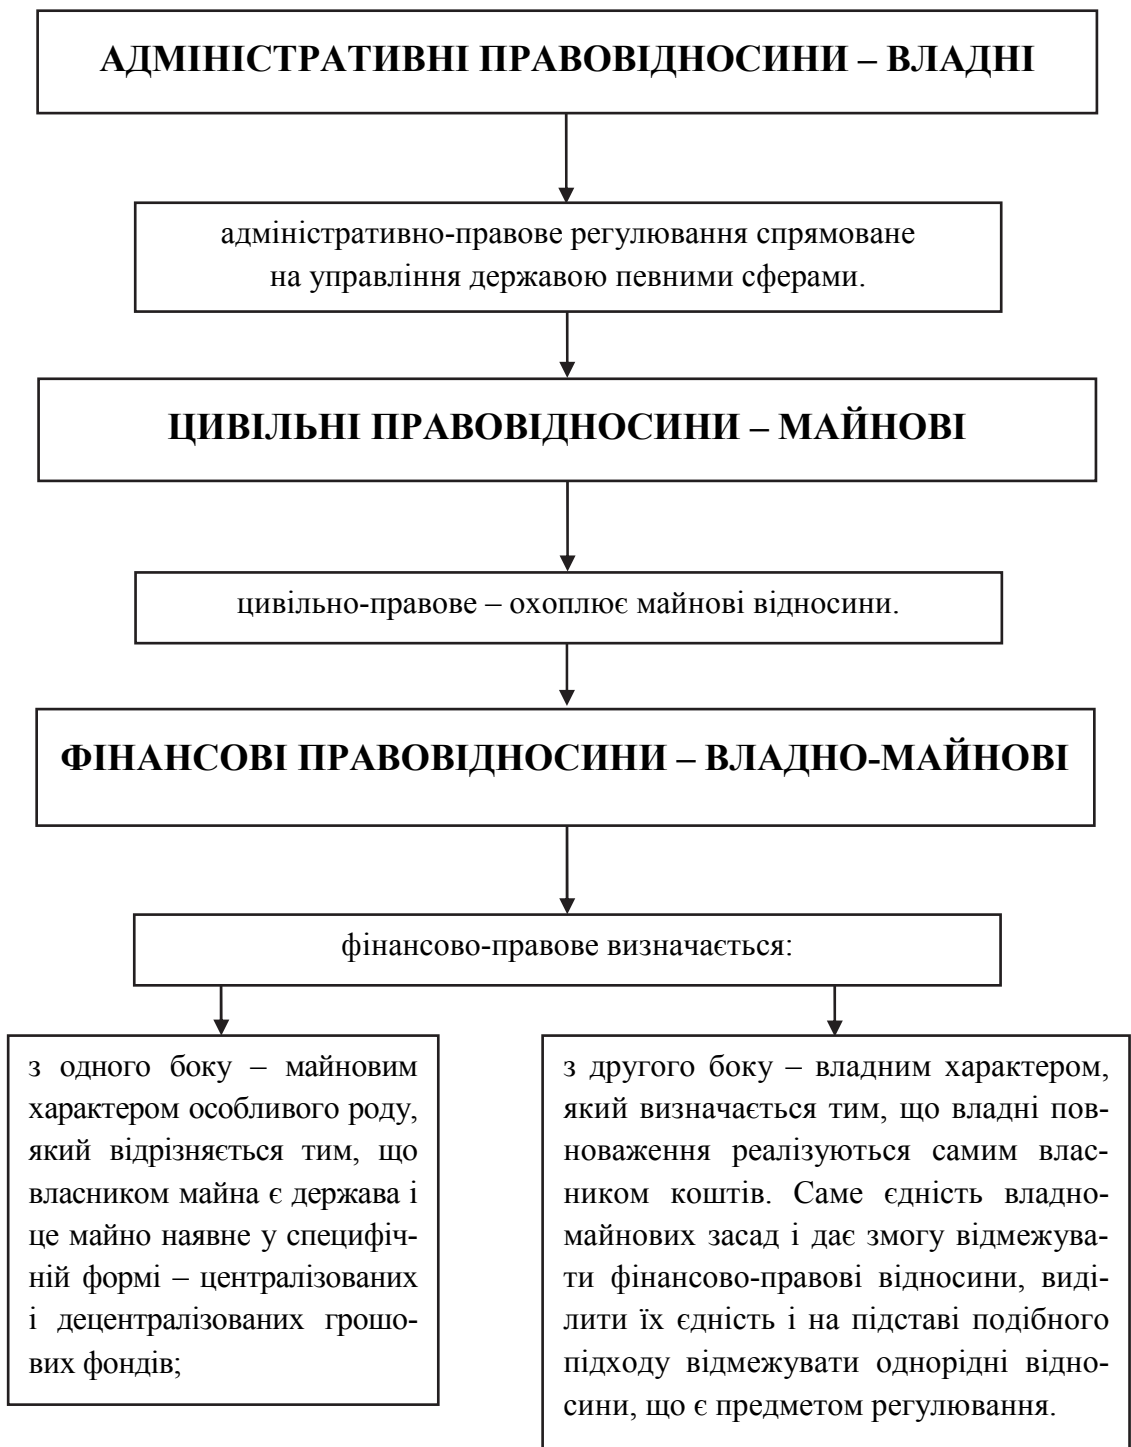 АДМІНІСТРАТИВНІ ПРАВОВІДНОСИНИ – ВЛАДНІ
адміністративно-правове регулювання спрямоване
на управління державою певними сферами.
ЦИВІЛЬНІ ПРАВОВІДНОСИНИ – МАЙНОВІ
цивільно-правове – охоплює майнові відносини.
ФІНАНСОВІ ПРАВОВІДНОСИНИ – ВЛАДНО-МАЙНОВІ
фінансово-правове визначається:
з одного боку – майновим
характером особливого роду,
який відрізняється тим, що
власником майна є держава і
це майно наявне у специфіч-
ній формі – централізованих
і децентралізованих грошо-
вих фондів;
з другого боку – владним характером,
який визначається тим, що владні пов-
новаження реалізуються самим влас-
ником коштів. Саме єдність владно-
майнових засад і дає змогу відмежува-
ти фінансово-правові відносини, виді-
лити їх єдність і на підставі подібного
підходу відмежувати однорідні відно-
сини, що є предметом регулювання.